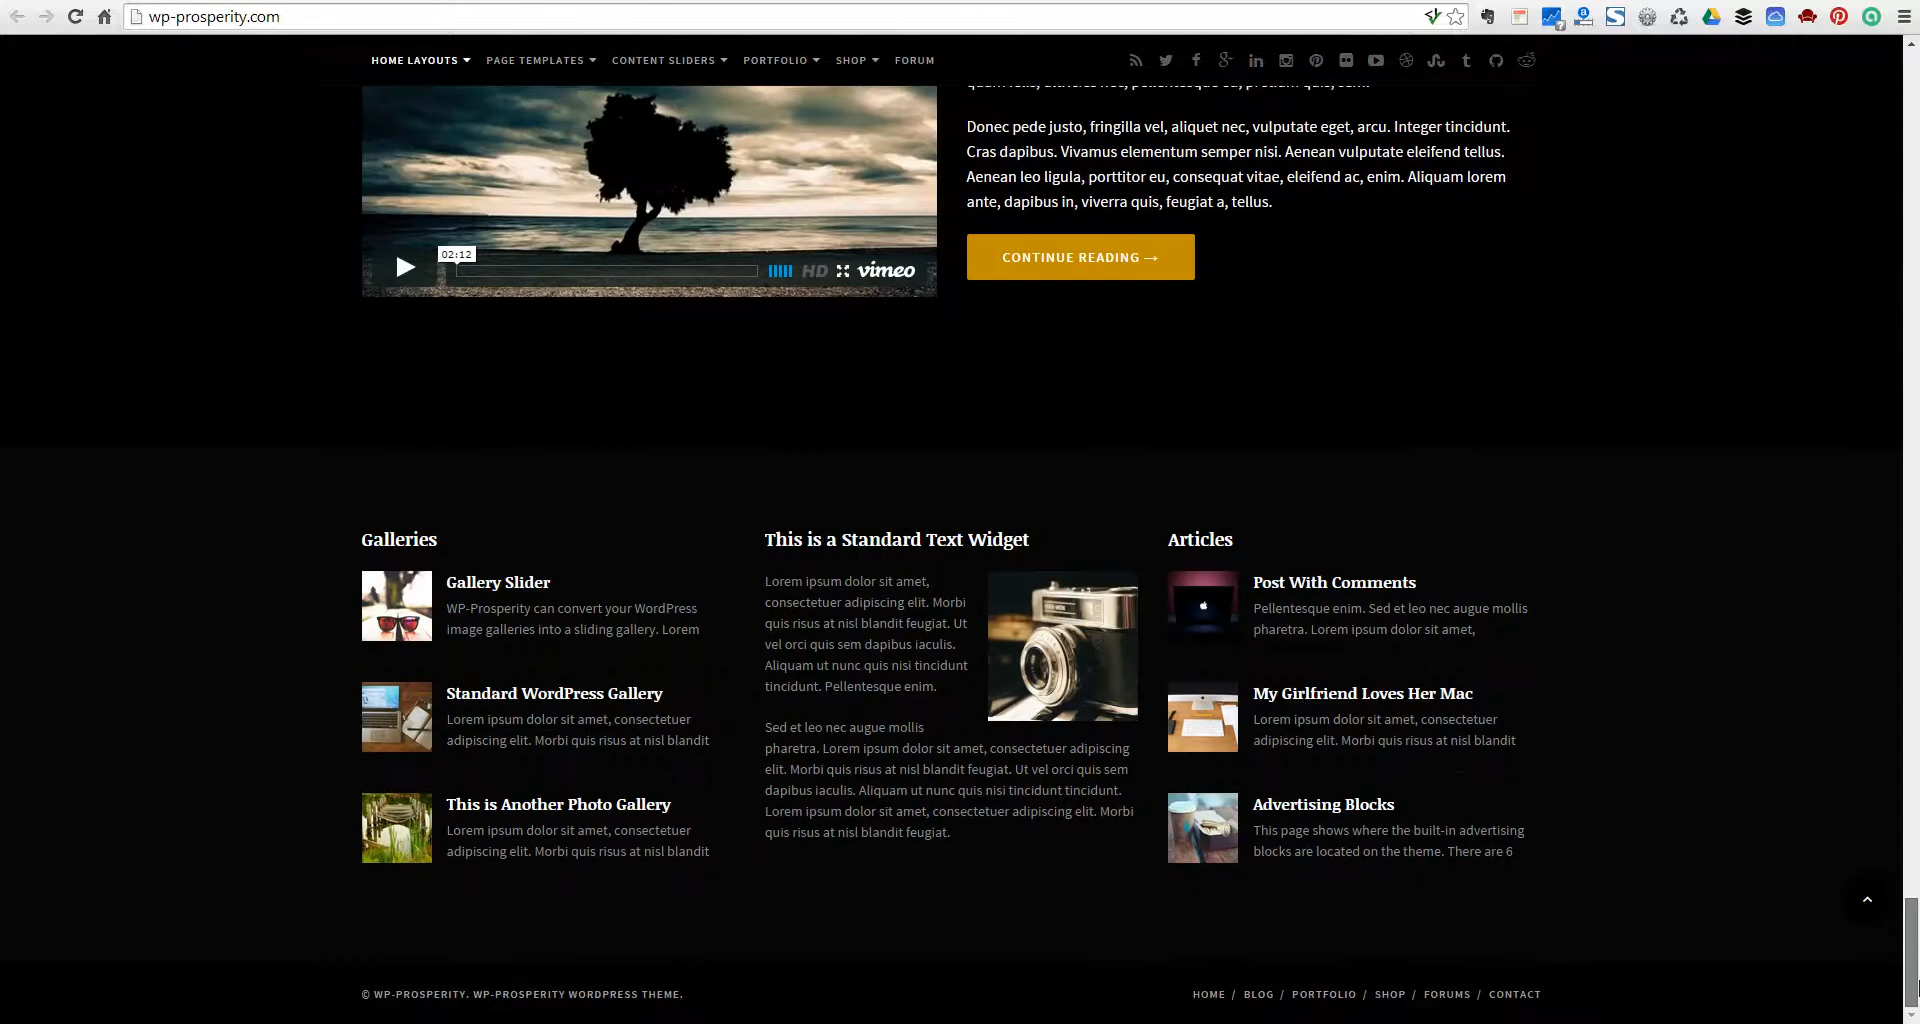 wp-prosperity.com
HOME LAYOUTS PAGE TEMPLATES CONTENT SLIDERS PORTFOLIO SHOP FORUM
Donec pede justo, fringilla vel, aliquet nec, vulputate eget, arcu. Integer tincidunt.
Cras dapibus. Vivamus elementum semper nisi. Aenean vulputate eleifend tellus.
Aenean leo ligula, porttitor eu, consequat vitae, eleifend ac, enim. Aliquam lorem
ante, dapibus in, viverra quis, feugiat a, tellus.
02:12
HD vimeo
CONTINUE READING →
Galleries
Gallery Slider
WP-Prosperity can convert your WordPress
image galleries into a sliding gallery. Lorem
Standard WordPress Gallery
Lorem ipsum dolor sit amet, consectetuer
adipiscing elit. Morbi quis risus at nisl blandit
This is Another Photo Gallery
Lorem ipsum dolor sit amet, consectetuer
adipiscing elit. Morbi quis risus at nisl blandit
This is a Standard Text Widget
Lorem ipsum dolor sit amet,
consectetuer adipiscing elit. Morbi
quis risus at nisl blandit feugiat. Ut
vel orci quis sem dapibus iaculis.
Aliquam ut nunc quis nisi tincidunt
tincidunt. Pellentesque enim.
Sed et leo nec augue mollis
pharetra. Lorem ipsum dolor sit amet, consectetuer adipiscing
elit. Morbi quis risus at nisl blandit feugiat. Ut vel orci quis sem
dapibus iaculis. Aliquam ut nunc quis nisi tincidunt tincidunt.
Lorem ipsum dolor sit amet, consectetuer adipiscing elit. Morbi
quis risus at nisl blandit feugiat.
Articles
Post With Comments
Pellentesque enim. Sed et leo nec augue mollis
pharetra. Lorem ipsum dolor sit amet,
My Girlfriend Loves Her Mac
Lorem ipsum dolor sit amet, consectetuer
adipiscing elit. Morbi quis risus at nisl blandit
Advertising Blocks
This page shows where the built-in advertising
blocks are located on the theme. There are 6
© WP-PROSPERITY. WP-PROSPERITY WORDPRESS THEME.
HOME / BLOG / PORTFOLIO / SHOP / FORUMS / CONTACT